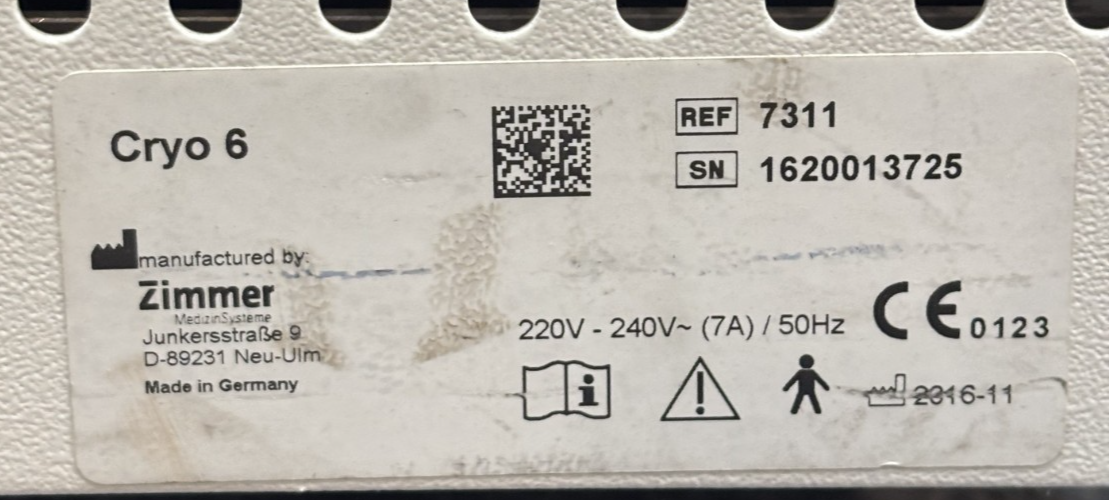 Cryo 6
REF 7311
SN 1620013725
manufactured by:
Zimmer
MedizinSysteme
Junkersstraße 9
D-89231 Neu-Ulm
Made in Germany
220V - 240V~ (7A) / 50Hz
CE 0123
2016-11